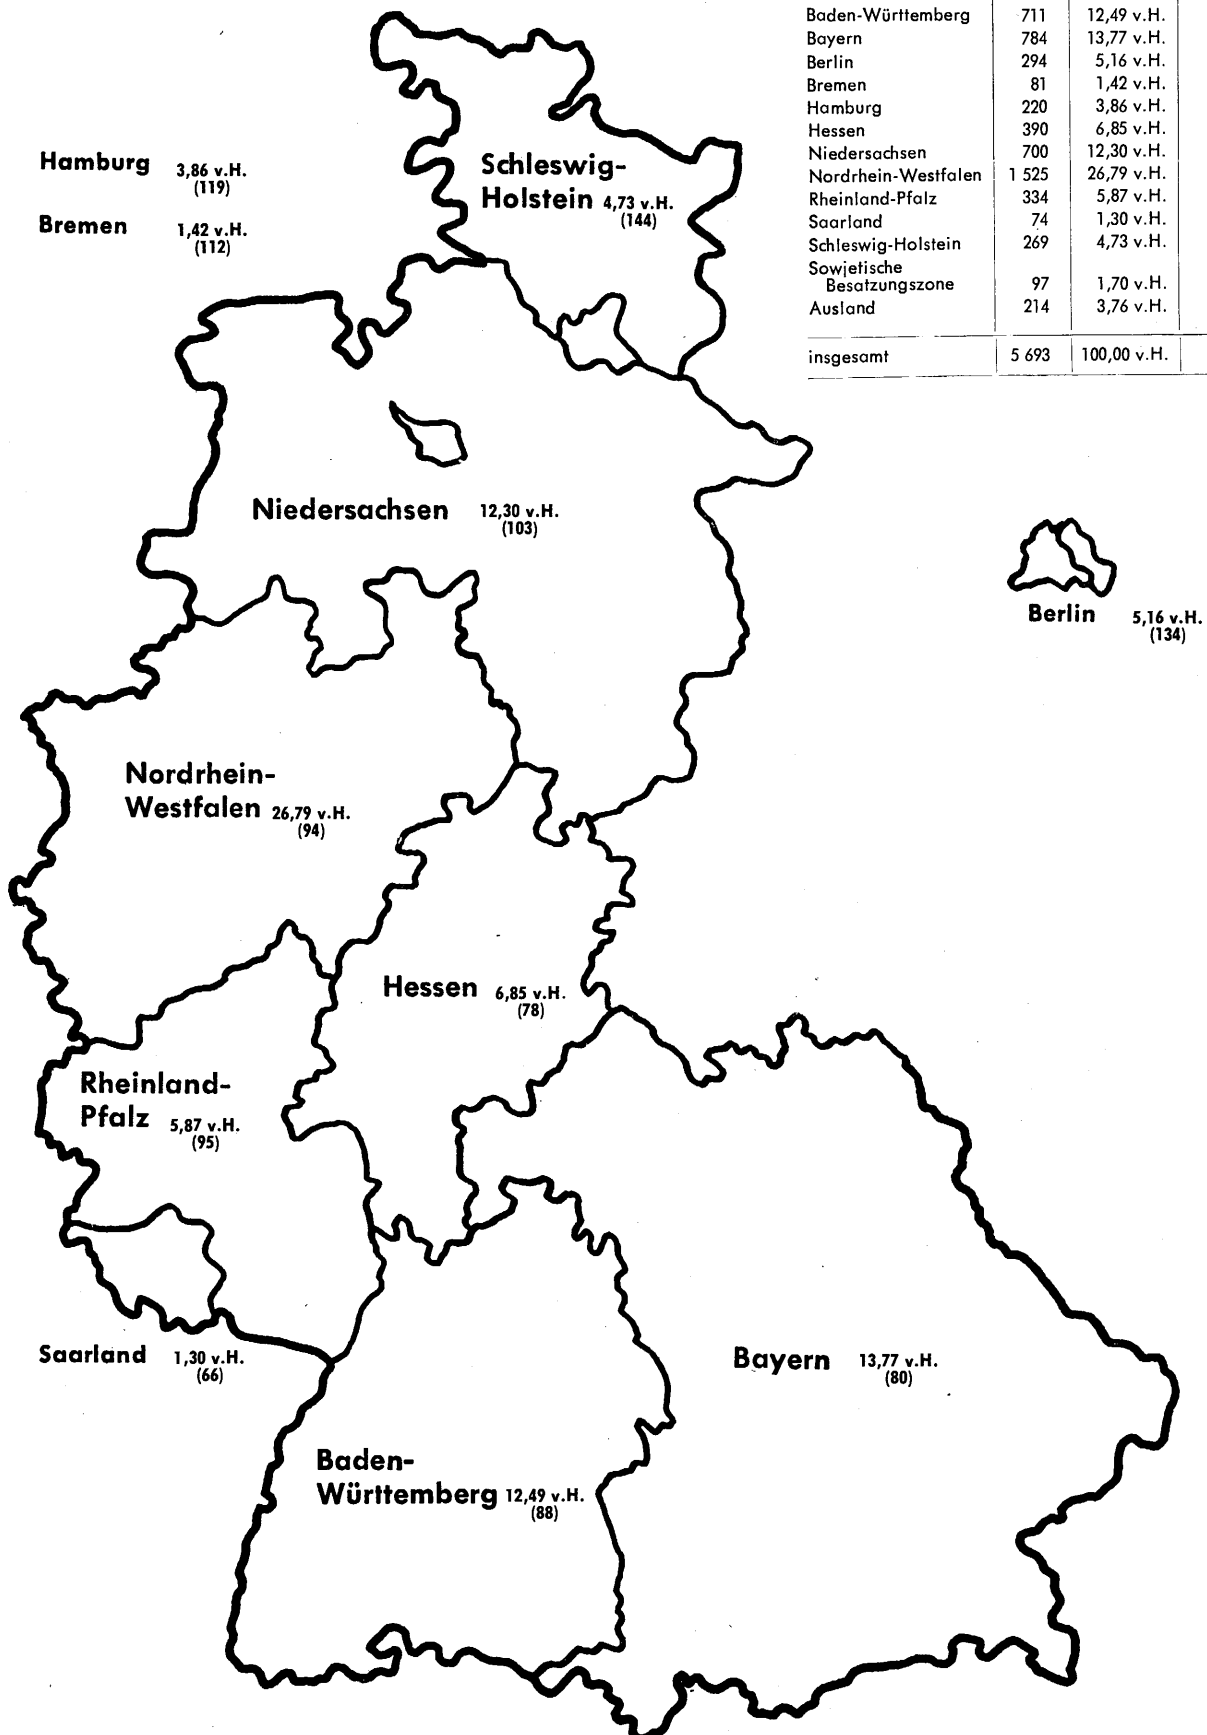 Baden-Württemberg 711 12,49 v.H.
Bayern 784 13,77 v.H.
Berlin 294 5,16 v.H.
Bremen 81 1,42 v.H.
Hamburg 220 3,86 v.H.
Hessen 390 6,85 v.H.
Niedersachsen 700 12,30 v.H.
Nordrhein-Westfalen 1 525 26,79 v.H.
Rheinland-Pfalz 334 5,87 v.H.
Saarland 74 1,30 v.H.
Schleswig-Holstein 269 4,73 v.H.
Sowjetische
Besatzungszone 97 1,70 v.H.
Ausland 214 3,76 v.H.
insgesamt 5 693 100,00 v.H.
Hamburg 3,86 v.H.
(119)
Bremen 1,42 v.H.
(112)
Schleswig-
Holstein 4,73 v.H.
(144)
Niedersachsen 12,30 v.H.
(103)
Berlin 5,16 v.H.
(134)
Nordrhein-
Westfalen 26,79 v.H.
(94)
Hessen 6,85 v.H.
(78)
Rheinland-
Pfalz 5,87 v.H.
(95)
Saarland 1,30 v.H.
(66)
Bayern 13,77 v.H.
(80)
Baden-
Württemberg 12,49 v.H.
(88)